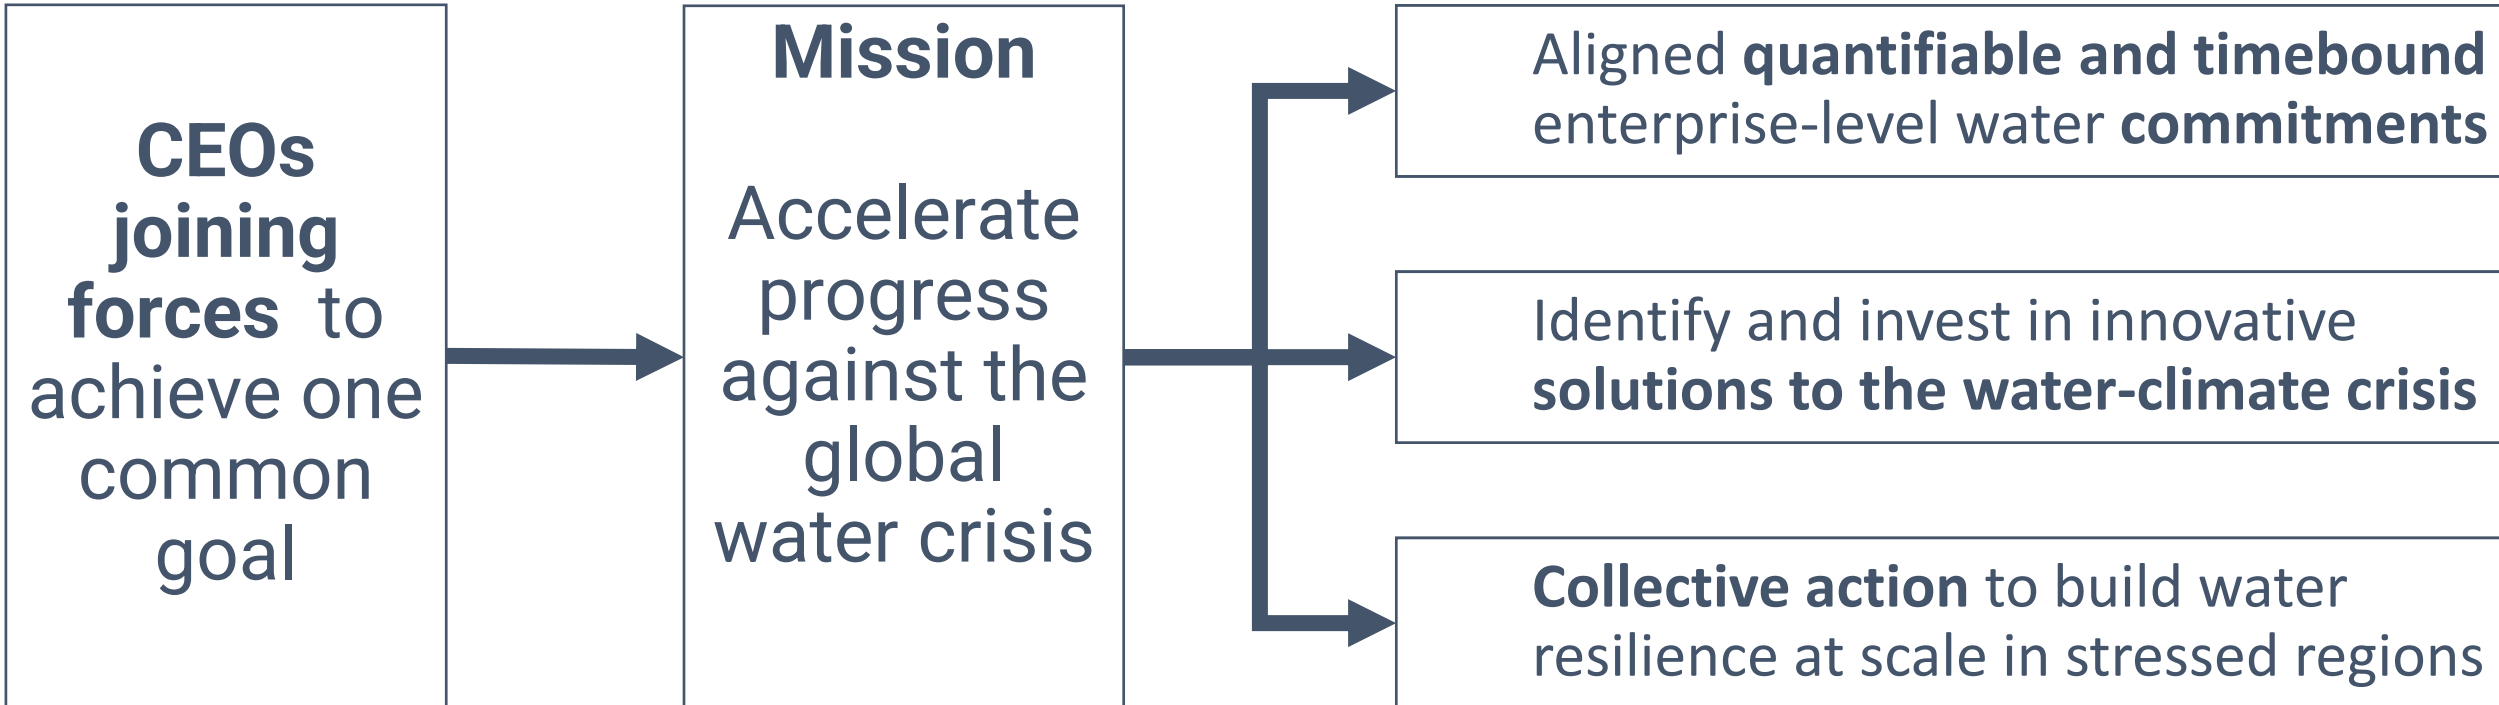 CEOs
joining
forces to
achieve one
common
goal
Mission
Accelerate
progress
against the
global
water crisis
Aligned quantifiable and timebound
enterprise-level water commitments
Identify and invest in innovative
solutions to the water-climate crisis
Collective action to build water
resilience at scale in stressed regions